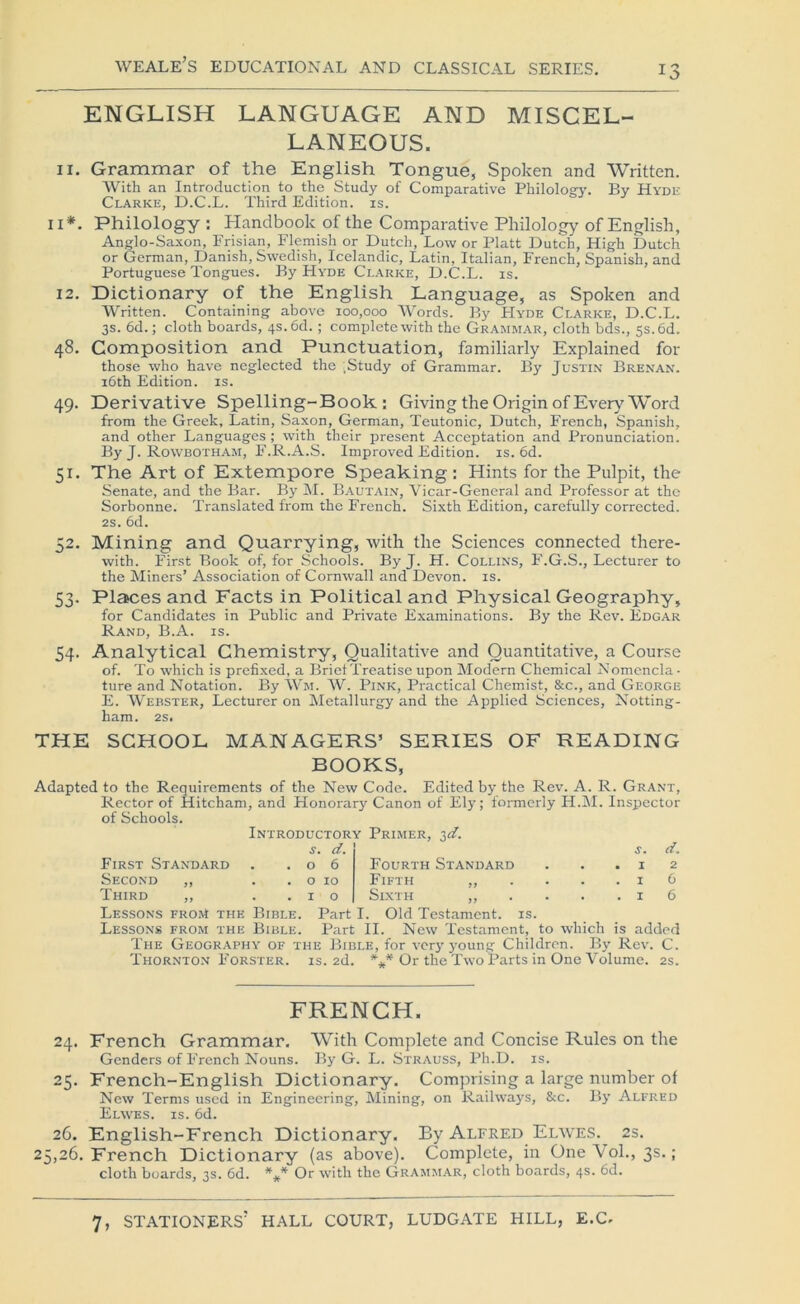 WEALE'S EDUCATIONAL AND CLASSICAL SERIES. 13
ENGLISH LANGUAGE AND MISCEL-
LANEOUS.
11. Grammar of the English Tongue, Spoken and Written.
With an Introduction to the Study of Comparative Philology. By HYDE
CLARKE, D.C.L. Third Edition. 1s.
11*. Philology: Handbook of the Comparative Philology of English,
Anglo-Saxon, Frisian, Flemish or Dutch, Low or Platt Dutch, High Dutch
or German, Danish, Swedish, Icelandic, Latin, Italian, French, Spanish, and
Portuguese Tongues. By HYDE CLARKE, D.C.L. 1s.
12. Dictionary of the English Language, as Spoken and
Written. Containing above 100,000 Words. By HYDE CLARKE, D.C.L.
3s. 6d.; cloth boards, 4s. 6d.; complete with the GRAMMAR, cloth bds., 5s. 6d.
48. Composition and Punctuation, familiarly Explained for
those who have neglected the Study of Grammar. By JUSTIN BRENAN.
16th Edition. 1s.
49. Derivative Spelling-Book: Giving the Origin of Every Word
from the Greek, Latin, Saxon, German, Teutonic, Dutch, French, Spanish,
and other Languages; with their present Acceptation and Pronunciation.
By J. ROWBOTHAM, F.R.A.S. Improved Edition. 1s. 6d.
51. The Art of Extempore Speaking: Hints for the Pulpit, the
Senate, and the Bar. By M. BAUTAIN, Vicar-General and Professor at the
Sorbonne. Translated from the French. Sixth Edition, carefully corrected.
2s. 6d.
52. Mining and Quarrying, with the Sciences connected there-
with. First Book of, for Schools. By J. H. COLLINS, F.G.S., Lecturer to
the Miners' Association of Cornwall and Devon. 1s.
53. Places and Facts in Political and Physical Geography,
for Candidates in Public and Private Examinations. By the Rev. EDGAR
RAND, B.A. 1s.
54. Analytical Chemistry, Qualitative and Quantitative, a Course
of. To which is prefixed, a Brief Treatise upon Modern Chemical Nomencla-
ture and Notation. By WM. W. PINK, Practical Chemist, &c., and GEORGE
E. WEBSTER, Lecturer on Metallurgy and the Applied Sciences, Notting-
ham. 2s.
THE SCHOOL MANAGERS' SERIES OF READING
BOOKS,
Adapted to the Requirements of the New Code. Edited by the Rev. A. R. GRANT,
Rector of Hitcham, and Honorary Canon of Ely; formerly H.M. Inspector
of Schools.
INTRODUCTORY PRIMER, 3d.
s. d. s. d.
FIRST STANDARD . . 0 6 FOURTH STANDARD . . . 1 2
SECOND ,, . . 0 10 FIFTH ,, . . . . 1 6
THIRD ,, . . 1 0 SIXTH ,, . . . . 1 6
LESSONS FROM THE BIBLE. Part I. Old Testament. 1s.
LESSONS FROM THE BIBLE. Part II. New Testament, to which is added
THE GEOGRAPHY OF THE BIBLE, for very young Children. By Rev. C.
THORNTON FORSTER. 1s. 2d. *** Or the Two Parts in One Volume. 2s.
FRENCH.
24. French Grammar. With Complete and Concise Rules on the
Genders of French Nouns. By G. L. STRAUSS, Ph.D. 1s.
25. French-English Dictionary. Comprising a large number of
New Terms used in Engineering, Mining, on Railways, &c. By ALFRED
ELWES. 1s. 6d.
26. English-French Dictionary. By ALFRED ELWES. 2s.
25,26. French Dictionary (as above). Complete, in One Vol., 3s.;
cloth boards, 3s. 6d. *** Or with the GRAMMAR, cloth boards, 4s. 6d.
7, STATIONERS' HALL COURT, LUDGATE HILL, E.C.